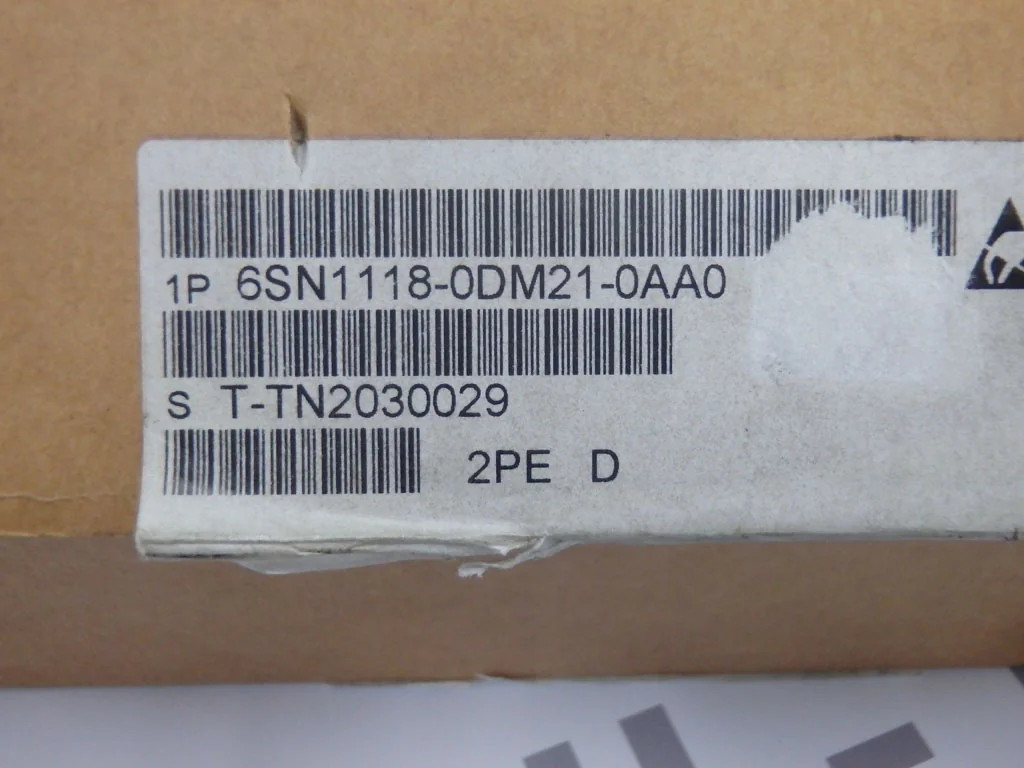 1P 6SN1118-0DM21-0AA0
S T-TN2030029
2PE D